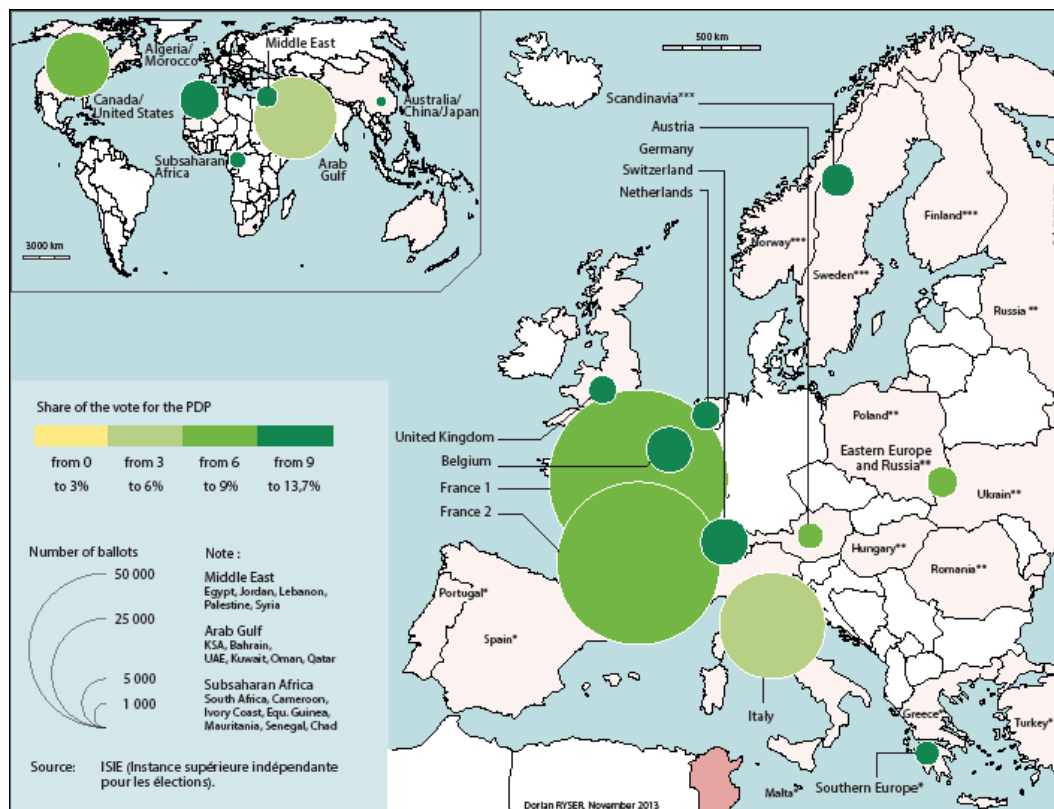 Algeria/
Morocco
Middle East
Canada/
United States
Australia/
China/Japan
Subsaharan
Africa
Arab
Gulf
3000 km
500 km
Scandinavia***
Austria
Germany
Switzerland
Netherlands
Finland***
Norway***
Sweden***
Russia **
Share of the vote for the PDP
from 0
to 3%
from 3
to 6%
from 6
to 9%
from 9
to 13,7%
United Kingdom
Belgium
France 1
France 2
Poland**
Eastern Europe
and Russia**
Ukrain**
Hungary**
Romania**
Portugal*
Spain*
Italy
Greece*
Turkey*
Malta*
Southern Europe*
Number of ballots
50 000
25 000
5 000
1 000
Note :
Middle East
Egypt, Jordan, Lebanon,
Palestine, Syria
Arab Gulf
KSA, Bahrain,
UAE, Kuwait, Oman, Qatar
Subsaharan Africa
South Africa, Cameroon,
Ivory Coast, Equ. Guinea,
Mauritania, Senegal, Chad
Source: ISIE (Instance supérieure indépendante
pour les élections).
Dorian RYSER, November 2013